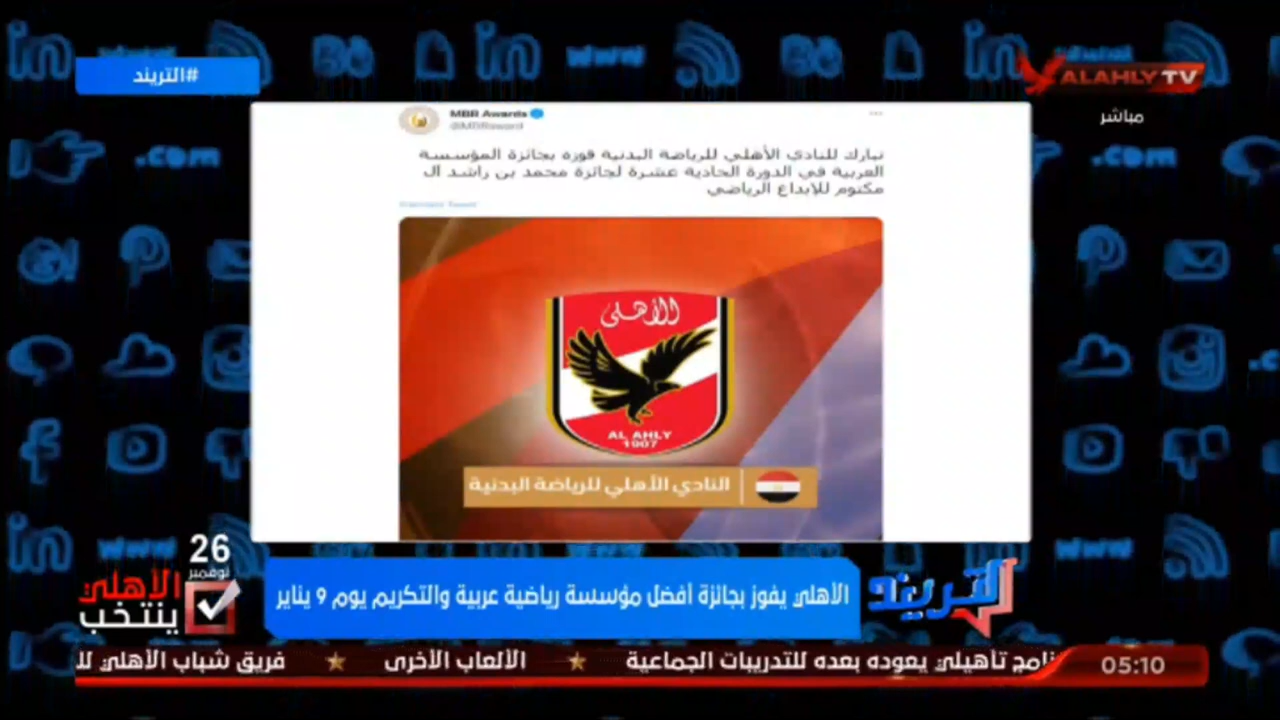 #التريند
ALAHLY TV
مباشر
MBR Awards
@MBRaward
نبارك للنادي الأهلي للرياضة البدنية فوزه بجائزة المؤسسة
العربية في الدورة الحادية عشرة لجائزة محمد بن راشد آل
مكتوم للإبداع الرياضي
الأهلى
AL AHLY
1907
النادي الأهلي للرياضة البدنية
26
نوفمبر
الأهلي
ينتخب
التريند
الأهلي يفوز بجائزة أفضل مؤسسة رياضية عربية والتكريم يوم 9 يناير
تأهيلي يعوده بعده للتدريبات الجماعية ★ الألعاب الأخرى ★ فريق شباب الأهلي
05:10